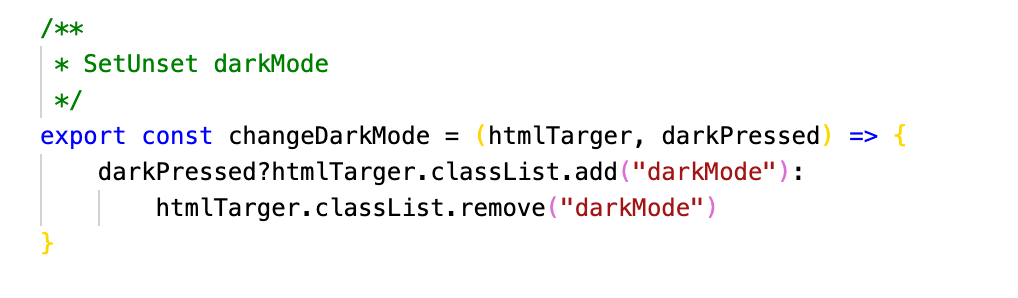 /**
 * SetUnset darkMode
 */
export const changeDarkMode = (htmlTarger, darkPressed) => {
    darkPressed?htmlTarger.classList.add("darkMode"):
        htmlTarger.classList.remove("darkMode")
}